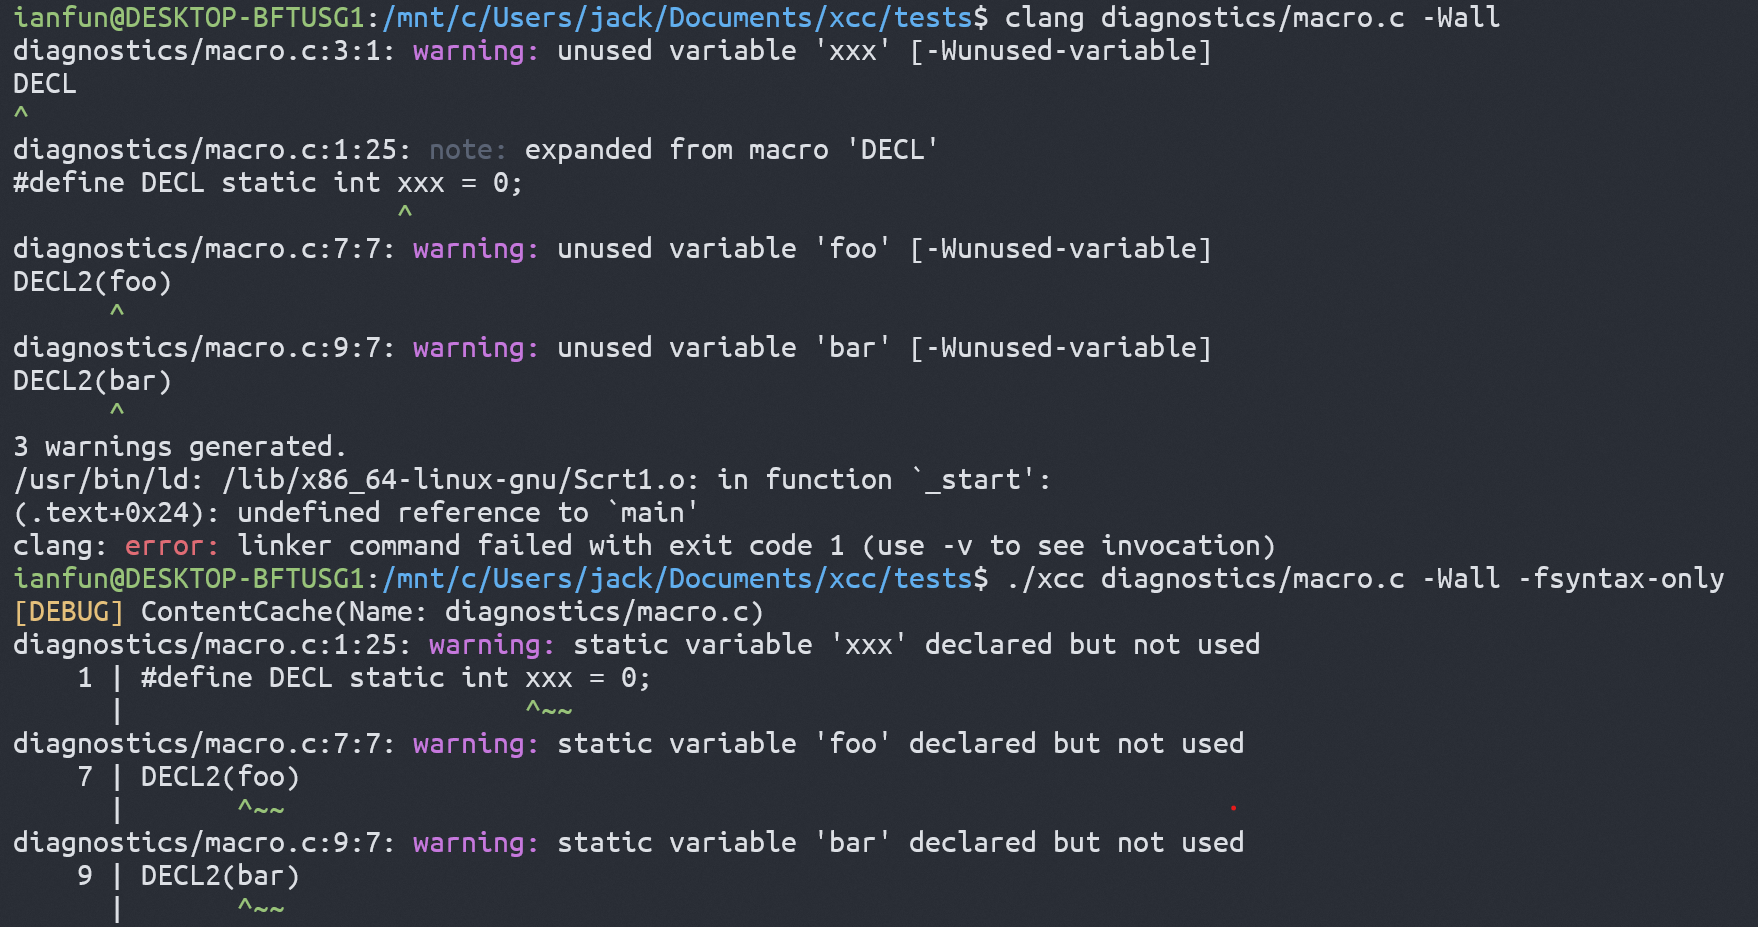 ianfun@DESKTOP-BFTUSG1:/mnt/c/Users/jack/Documents/xcc/tests$ clang diagnostics/macro.c -Wall
diagnostics/macro.c:3:1: warning: unused variable 'xxx' [-Wunused-variable]
DECL
^
diagnostics/macro.c:1:25: note: expanded from macro 'DECL'
#define DECL static int xxx = 0;
                        ^
diagnostics/macro.c:7:7: warning: unused variable 'foo' [-Wunused-variable]
DECL2(foo)
      ^
diagnostics/macro.c:9:7: warning: unused variable 'bar' [-Wunused-variable]
DECL2(bar)
      ^
3 warnings generated.
/usr/bin/ld: /lib/x86_64-linux-gnu/Scrt1.o: in function `_start':
(.text+0x24): undefined reference to `main'
clang: error: linker command failed with exit code 1 (use -v to see invocation)
ianfun@DESKTOP-BFTUSG1:/mnt/c/Users/jack/Documents/xcc/tests$ ./xcc diagnostics/macro.c -Wall -fsyntax-only
[DEBUG] ContentCache(Name: diagnostics/macro.c)
diagnostics/macro.c:1:25: warning: static variable 'xxx' declared but not used
    1 | #define DECL static int xxx = 0;
      |                         ^~~
diagnostics/macro.c:7:7: warning: static variable 'foo' declared but not used
    7 | DECL2(foo)
      |       ^~~
diagnostics/macro.c:9:7: warning: static variable 'bar' declared but not used
    9 | DECL2(bar)
      |       ^~~